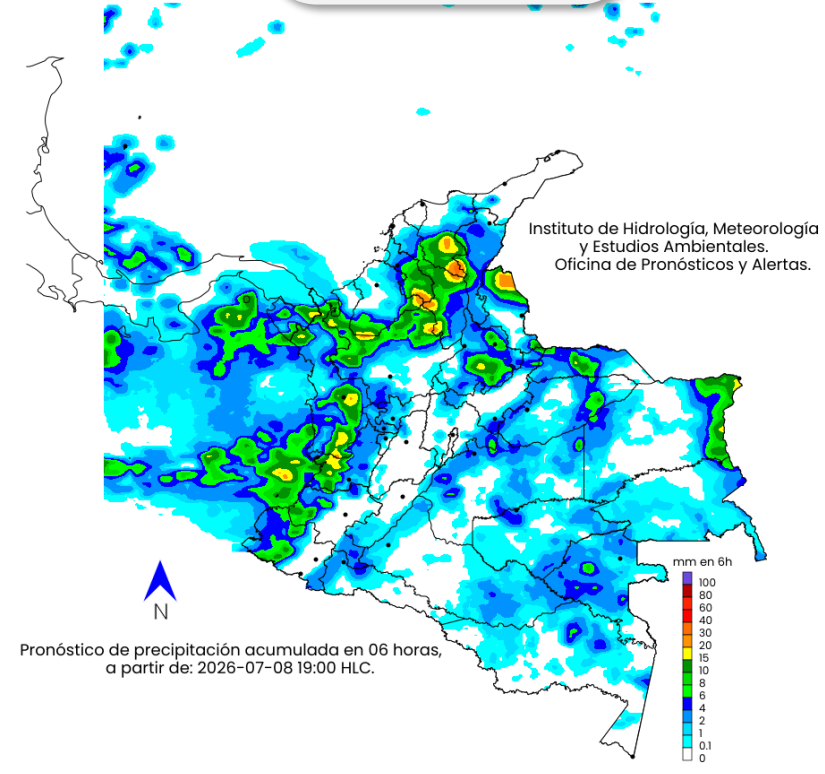 Instituto de Hidrología, Meteorología
y Estudios Ambientales.
Oficina de Pronósticos y Alertas.
mm en 6h
100
80
60
40
30
20
15
10
8
6
4
2
1
0.1
0
N
Pronóstico de precipitación acumulada en 06 horas,
a partir de: 2026-07-08 19:00 HLC.